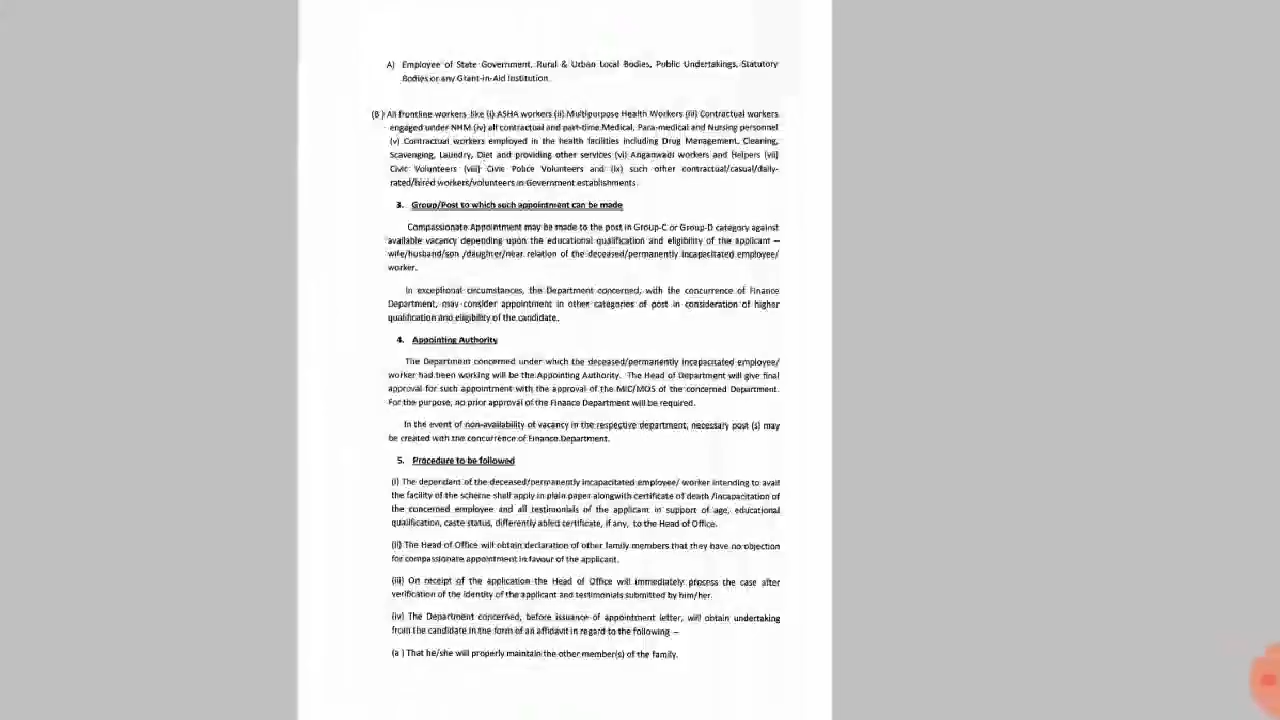 A) Employee of State Government, Rural & Urban Local Bodies, Public Undertakings, Statutory
Bodies or any Grant-in-Aid Institution.
(B) All frontline workers like (i) ASHA workers (ii) Multipurpose Health Workers (iii) Contractual workers
engaged under NHM (iv) all contractual and part-time Medical, Para-medical and Nursing personnel
(v) Contractual workers employed in the health facilities including Drug Management, Cleaning,
Scavenging, Laundry, Diet and providing other services (vi) Anganwadi workers and Helpers (vii)
Civic Volunteers (viii) Civic Police Volunteers and (ix) such other contractual/casual/daily-
rated/hired workers/volunteers in Government establishments.
3. Group/Post to which such appointment can be made
Compassionate Appointment may be made to the post in Group-C or Group-D category against
available vacancy depending upon the educational qualification and eligibility of the applicant –
wife/husband/son /daughter/near relation of the deceased/permanently incapacitated employee/
worker.
In exceptional circumstances, the Department concerned, with the concurrence of Finance
Department, may consider appointment in other categories of post in consideration of higher
qualification and eligibility of the candidate.
4. Appointing Authority
The Department concerned under which the deceased/permanently incapacitated employee/
worker had been working will be the Appointing Authority. The Head of Department will give final
approval for such appointment with the approval of the MIC/MOS of the concerned Department.
For the purpose, no prior approval of the Finance Department will be required.
In the event of non-availability of vacancy in the respective department, necessary post (s) may
be created with the concurrence of Finance Department.
5. Procedure to be followed
(i) The dependant of the deceased/permanently incapacitated employee/ worker intending to avail
the facility of the scheme shall apply in plain paper alongwith certificate of death /incapacitation of
the concerned employee and all testimonials of the applicant in support of age, educational
qualification, caste status, differently abled certificate, if any, to the Head of Office.
(ii) The Head of Office will obtain declaration of other family members that they have no objection
for compassionate appointment in favour of the applicant.
(iii) On receipt of the application the Head of Office will immediately process the case after
verification of the identity of the applicant and testimonials submitted by him/her.
(iv) The Department concerned, before issuance of appointment letter, will obtain undertaking
from the candidate in the form of an affidavit in regard to the following –
(a ) That he/she will properly maintain the other member(s) of the family.